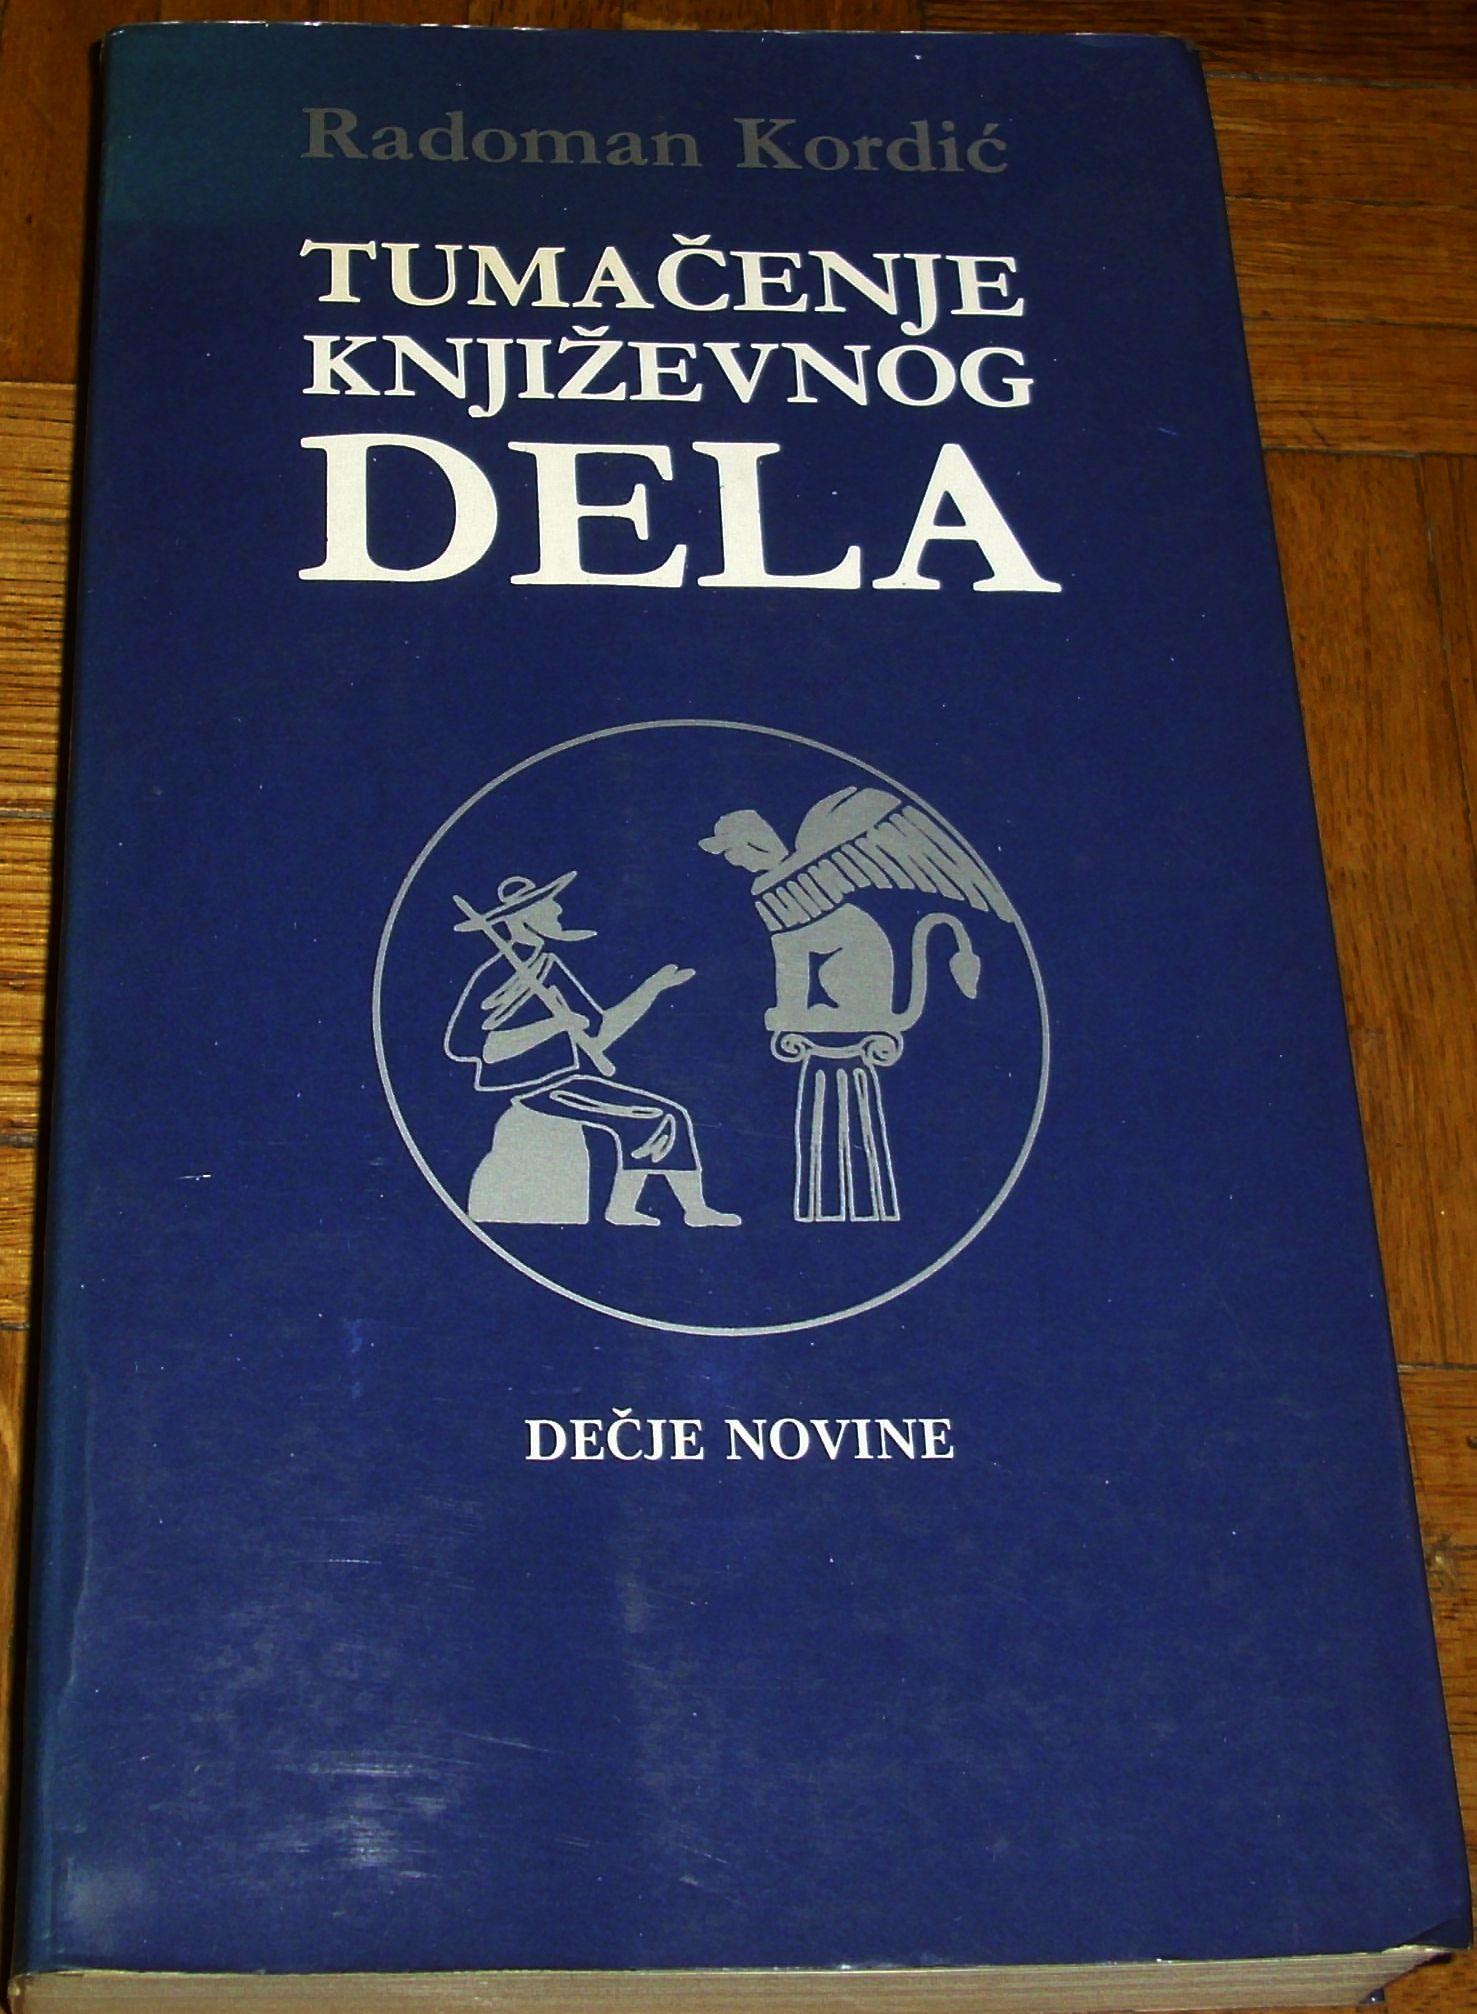 Radoman Kordić
TUMAČENJE
KNJIŽEVNOG
DELA
DEČJE NOVINE